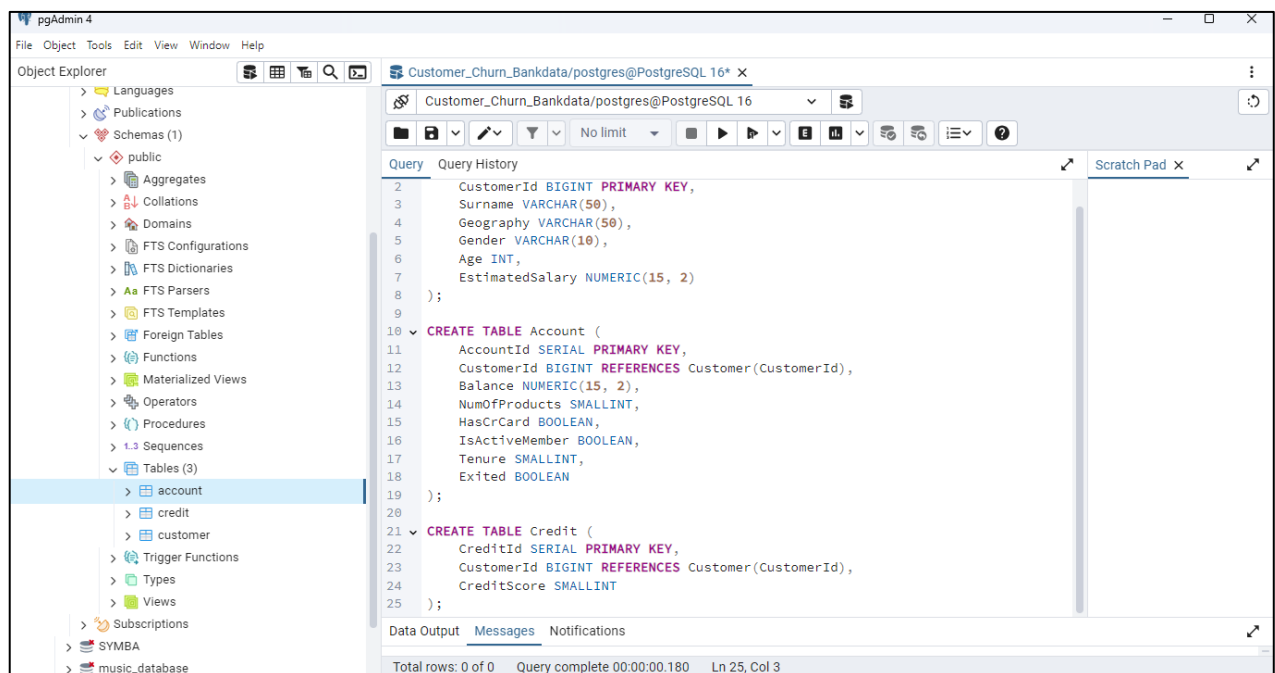 pgAdmin 4
File Object Tools Edit View Window Help
Object Explorer
Languages
Publications
Schemas (1)
public
Aggregates
Collations
Domains
FTS Configurations
FTS Dictionaries
Aa FTS Parsers
FTS Templates
Foreign Tables
Functions
Materialized Views
Operators
Procedures
1..3 Sequences
Tables (3)
account
credit
customer
Trigger Functions
Types
Views
Subscriptions
SYMBA
music_database
Customer_Churn_Bankdata/postgres@PostgreSQL 16*
Customer_Churn_Bankdata/postgres@PostgreSQL 16
No limit
E
Query Query History
Scratch Pad
2 CustomerId BIGINT PRIMARY KEY,
3 Surname VARCHAR(50),
4 Geography VARCHAR(50),
5 Gender VARCHAR(10),
6 Age INT,
7 EstimatedSalary NUMERIC(15, 2)
8 );
9
10 CREATE TABLE Account (
11 AccountId SERIAL PRIMARY KEY,
12 CustomerId BIGINT REFERENCES Customer(CustomerId),
13 Balance NUMERIC(15, 2),
14 NumOfProducts SMALLINT,
15 HasCrCard BOOLEAN,
16 IsActiveMember BOOLEAN,
17 Tenure SMALLINT,
18 Exited BOOLEAN
19 );
20
21 CREATE TABLE Credit (
22 CreditId SERIAL PRIMARY KEY,
23 CustomerId BIGINT REFERENCES Customer(CustomerId),
24 CreditScore SMALLINT
25 );
Data Output Messages Notifications
Total rows: 0 of 0 Query complete 00:00:00.180 Ln 25, Col 3